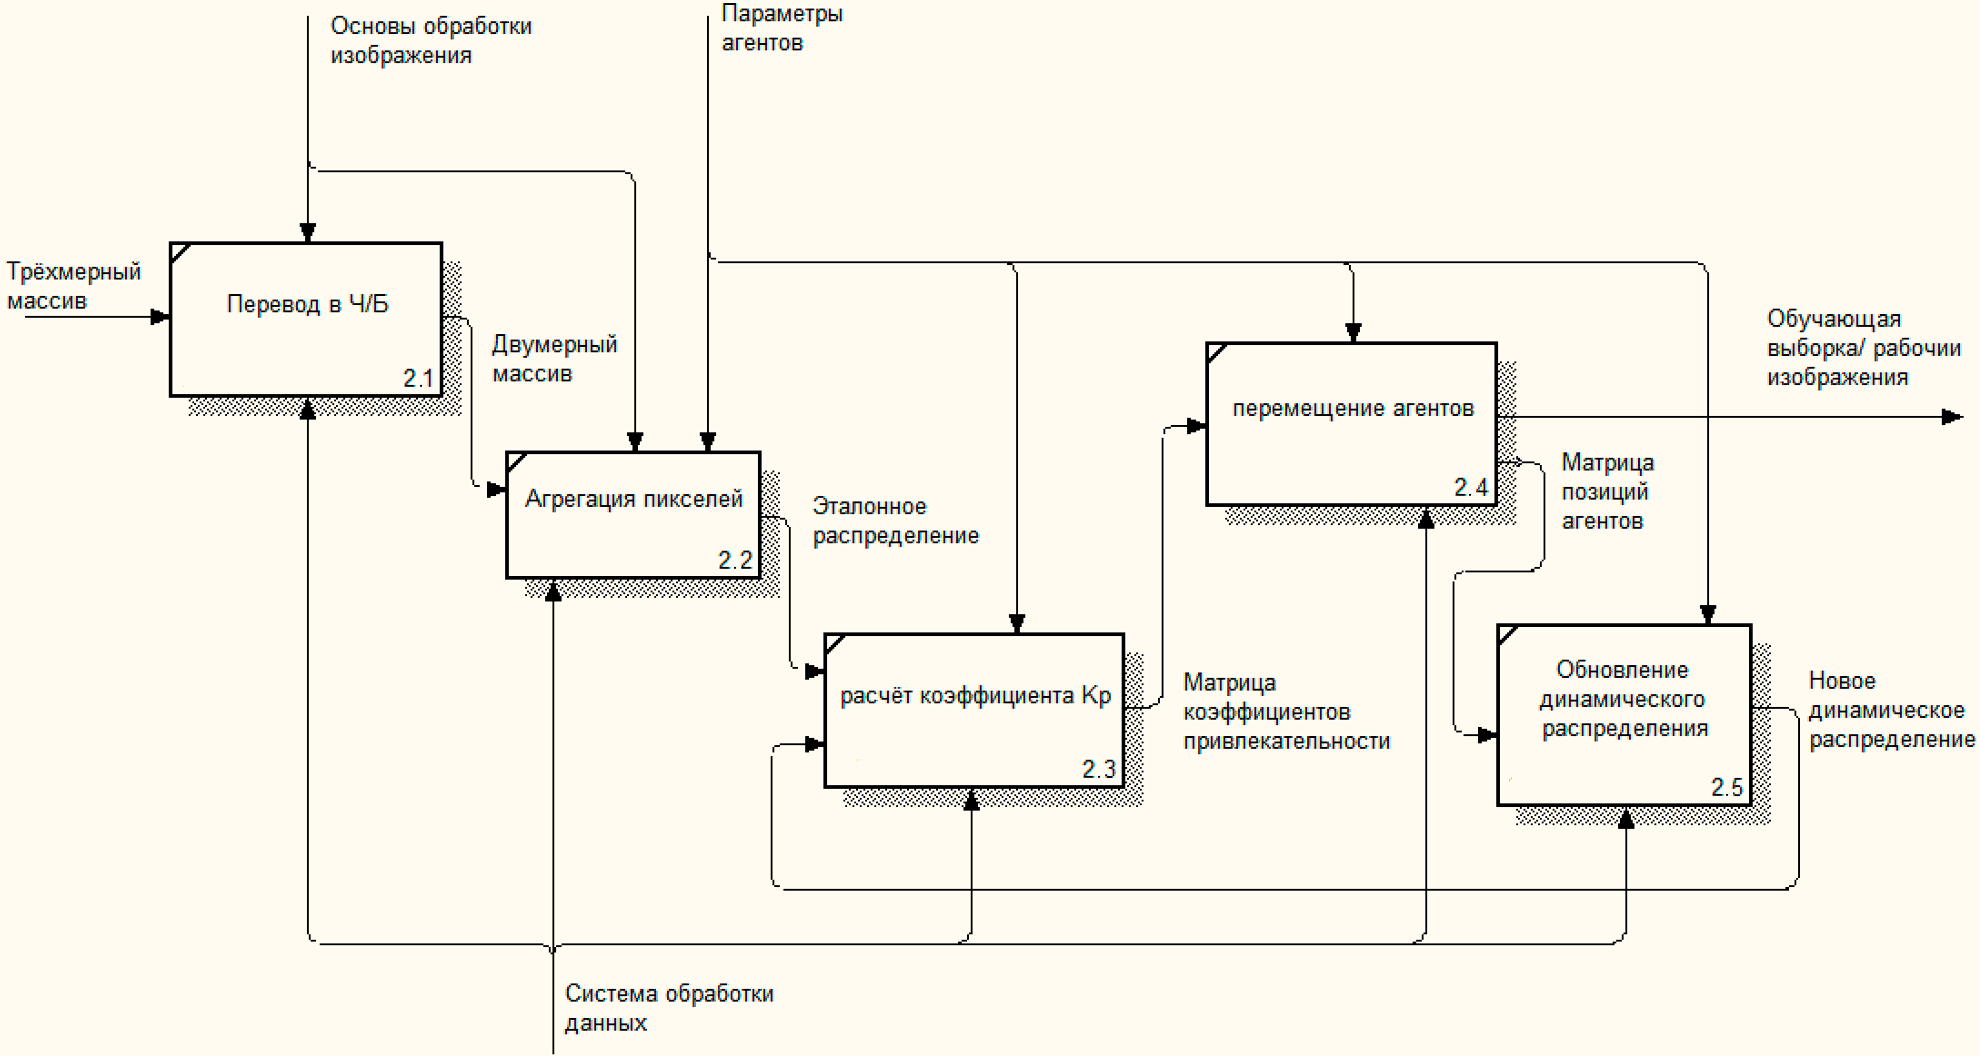 Основы обработки
изображения
Параметры
агентов
Трёхмерный
массив
Перевод в Ч/Б
2.1
Двумерный
массив
Агрегация пикселей
2.2
Эталонное
распределение
расчёт коэффициента Кр
2.3
Матрица
коэффициентов
привлекательности
перемещение агентов
2.4
Обучающая
выборка/ рабочии
изображения
Матрица
позиций
агентов
Обновление
динамического
распределения
2.5
Новое
динамическое
распределение
Система обработки
данных